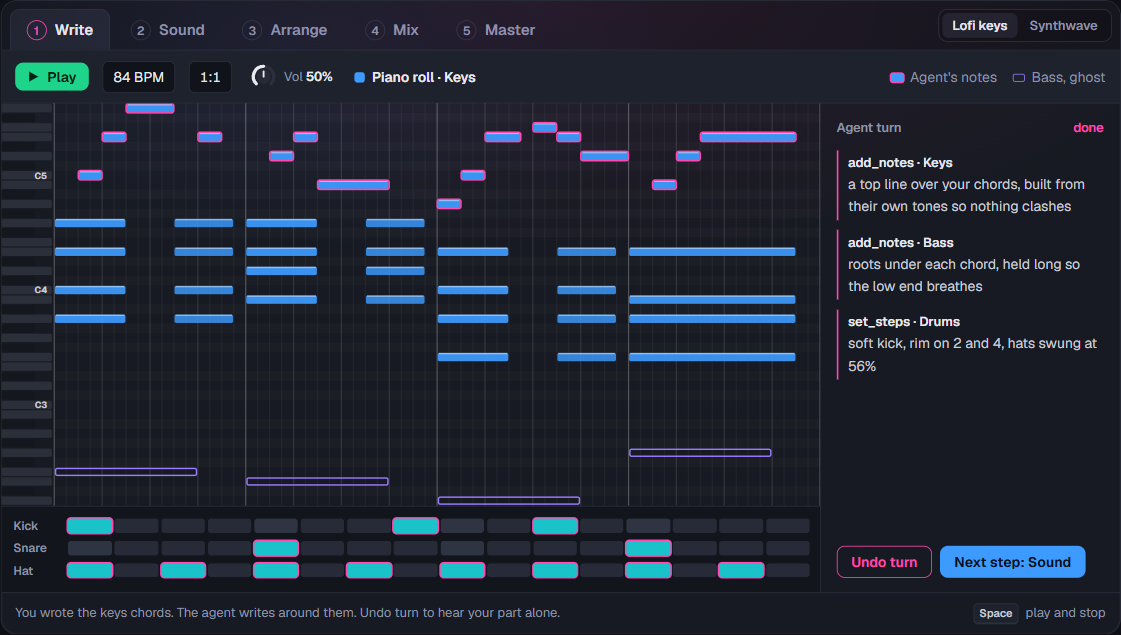 1 Write 2 Sound 3 Arrange 4 Mix 5 Master Lofi keys Synthwave
Play 84 BPM 1:1 Vol 50% Piano roll · Keys Agent's notes Bass, ghost
Agent turn done
add_notes · Keys
a top line over your chords, built from
their own tones so nothing clashes
add_notes · Bass
roots under each chord, held long so
the low end breathes
set_steps · Drums
soft kick, rim on 2 and 4, hats swung at
56%
C5
C4
C3
Kick
Snare
Hat
Undo turn Next step: Sound
You wrote the keys chords. The agent writes around them. Undo turn to hear your part alone. Space play and stop